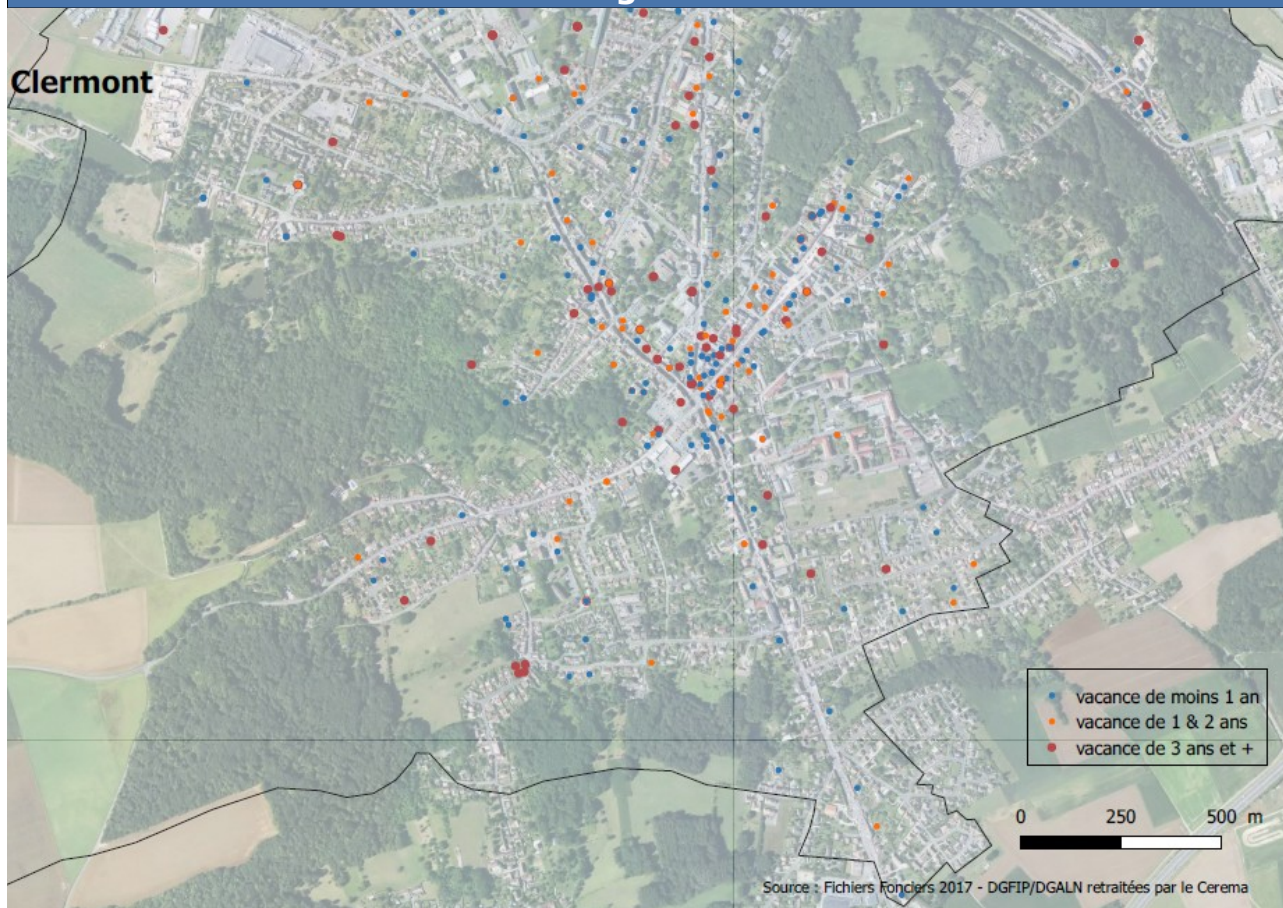 Clermont
vacance de moins 1 an
vacance de 1 & 2 ans
vacance de 3 ans et +
0 250 500 m
Source : Fichiers Fonciers 2017 - DGFIP/DGALN retraitées par le Cerema